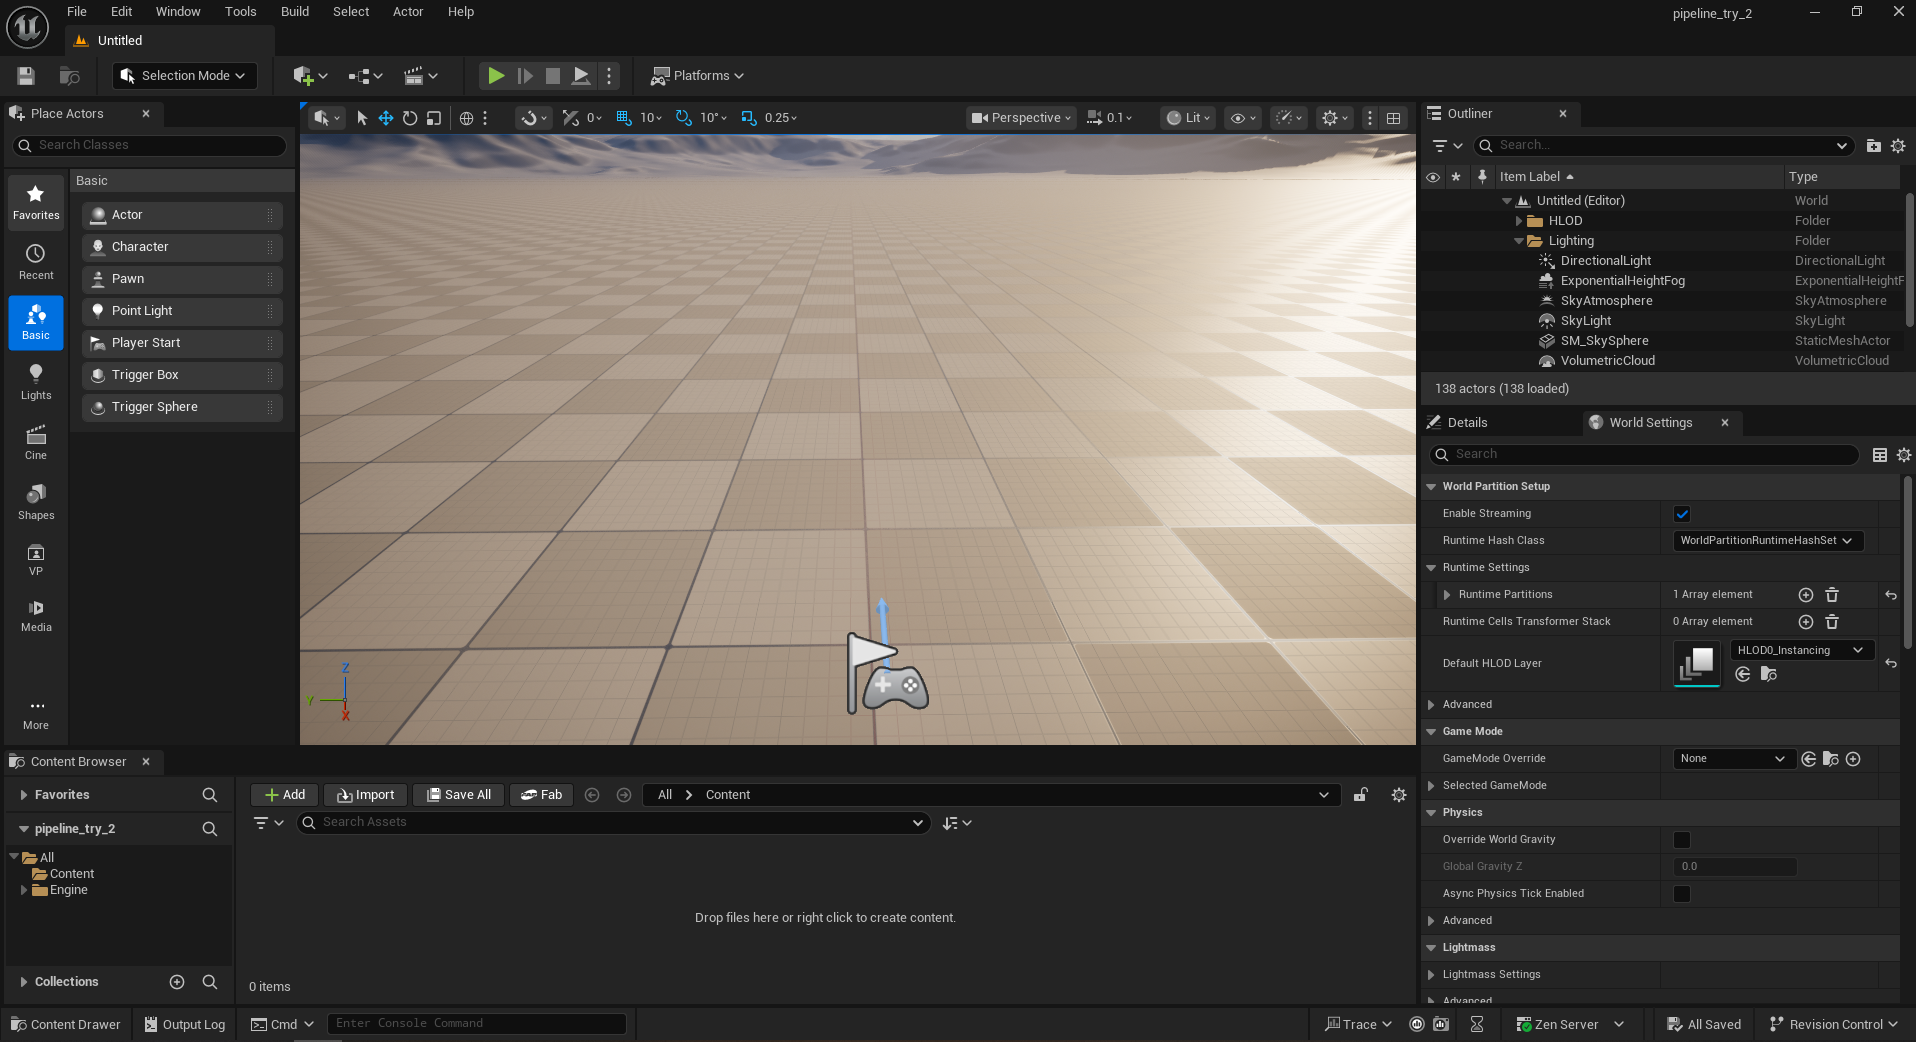 File Edit Window Tools Build Select Actor Help
pipeline_try_2
Untitled
Selection Mode
Platforms
Place Actors
Search Classes
Favorites
Recent
Basic
Lights
Cine
Shapes
VP
Media
More
Basic
Actor
Character
Pawn
Point Light
Player Start
Trigger Box
Trigger Sphere
0 10 10° 0.25 Perspective 0.1 Lit
Z
Y
X
Outliner
Search...
Item Label Type
Untitled (Editor) World
HLOD Folder
Lighting Folder
DirectionalLight DirectionalLight
ExponentialHeightFog ExponentialHeightF
SkyAtmosphere SkyAtmosphere
SkyLight SkyLight
SM_SkySphere StaticMeshActor
VolumetricCloud VolumetricCloud
138 actors (138 loaded)
Details World Settings
Search
World Partition Setup
Enable Streaming
Runtime Hash Class WorldPartitionRuntimeHashSet
Runtime Settings
Runtime Partitions 1 Array element
Runtime Cells Transformer Stack 0 Array element
Default HLOD Layer HLOD0_Instancing
Advanced
Game Mode
GameMode Override None
Selected GameMode
Physics
Override World Gravity
Global Gravity Z 0.0
Async Physics Tick Enabled
Advanced
Lightmass
Lightmass Settings
Advanced
Content Browser
Favorites
pipeline_try_2
All
Content
Engine
Collections
Add Import Save All Fab All Content
Search Assets
Drop files here or right click to create content.
0 items
Content Drawer Output Log Cmd Enter Console Command
Trace Zen Server All Saved Revision Control